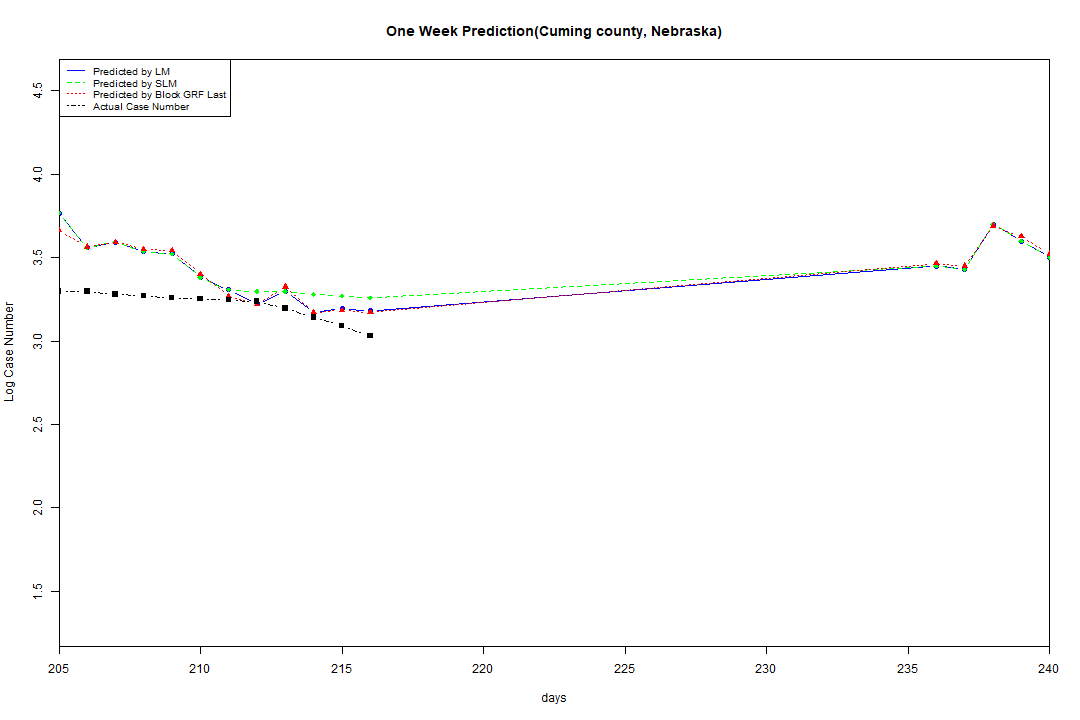 One Week Prediction(Cuming county, Nebraska)
Predicted by LM
Predicted by SLM
Predicted by Block GRF Last
Actual Case Number
4.5
4.0
3.5
3.0
2.5
2.0
1.5
Log Case Number
205 210 215 220 225 230 235 240
days